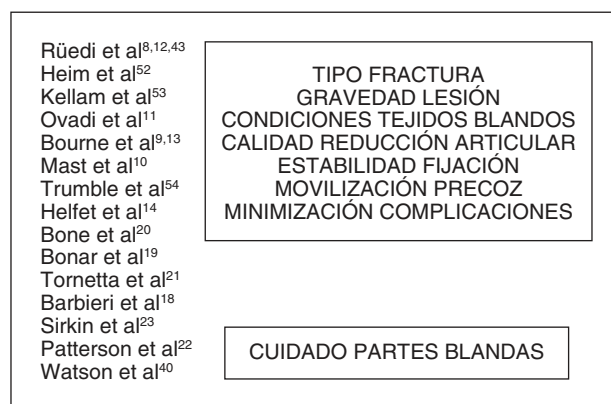 Rüedi et al8,12,43
Heim et al52
Kellam et al53
Ovadi et al11
Bourne et al9,13
Mast et al10
Trumble et al54
Helfet et al14
Bone et al20
Bonar et al19
Tornetta et al21
Barbieri et al18
Sirkin et al23
Patterson et al22
Watson et al40
TIPO FRACTURA
GRAVEDAD LESIÓN
CONDICIONES TEJIDOS BLANDOS
CALIDAD REDUCCIÓN ARTICULAR
ESTABILIDAD FIJACIÓN
MOVILIZACIÓN PRECOZ
MINIMIZACIÓN COMPLICACIONES
CUIDADO PARTES BLANDAS